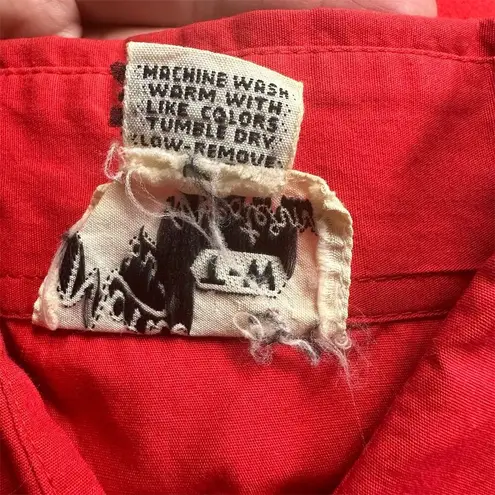 MACHINE WASH
WARM WITH
LIKE COLORS
TUMBLE DRY
LOW-REMOVE
L-M